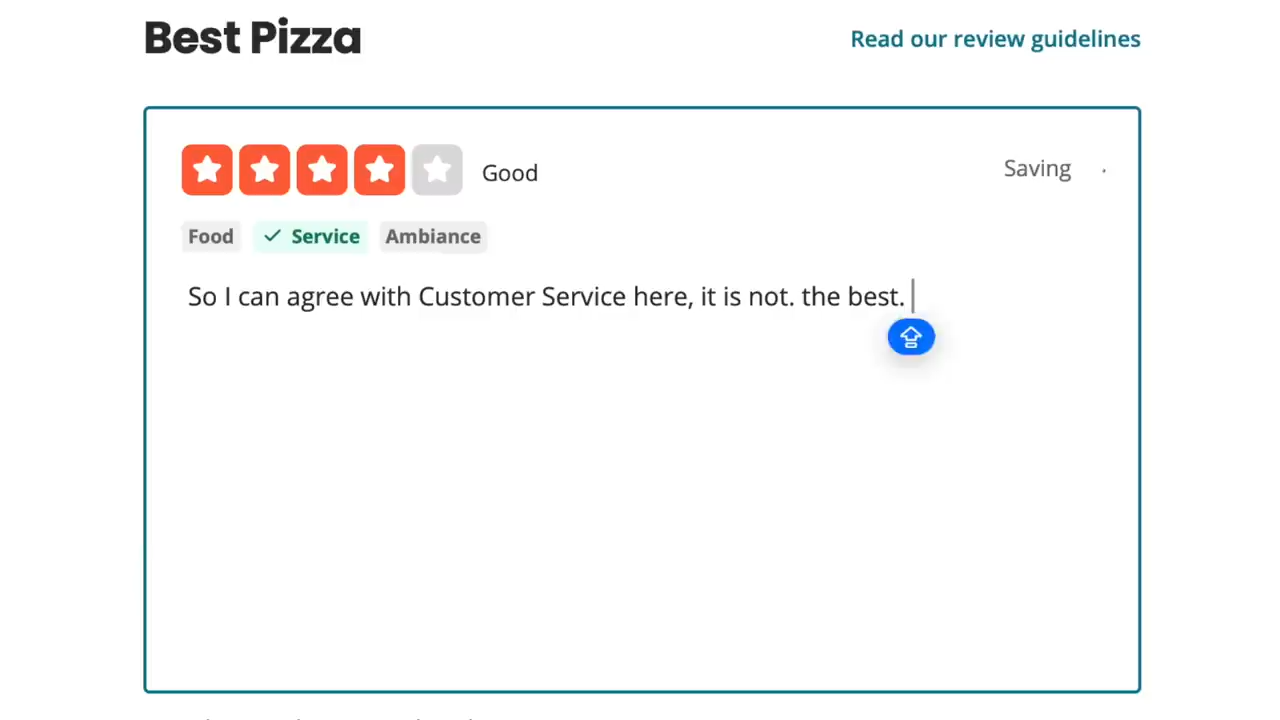 Best Pizza
Read our review guidelines
Good
Saving
Food
Service
Ambiance
So I can agree with Customer Service here, it is not. the best.